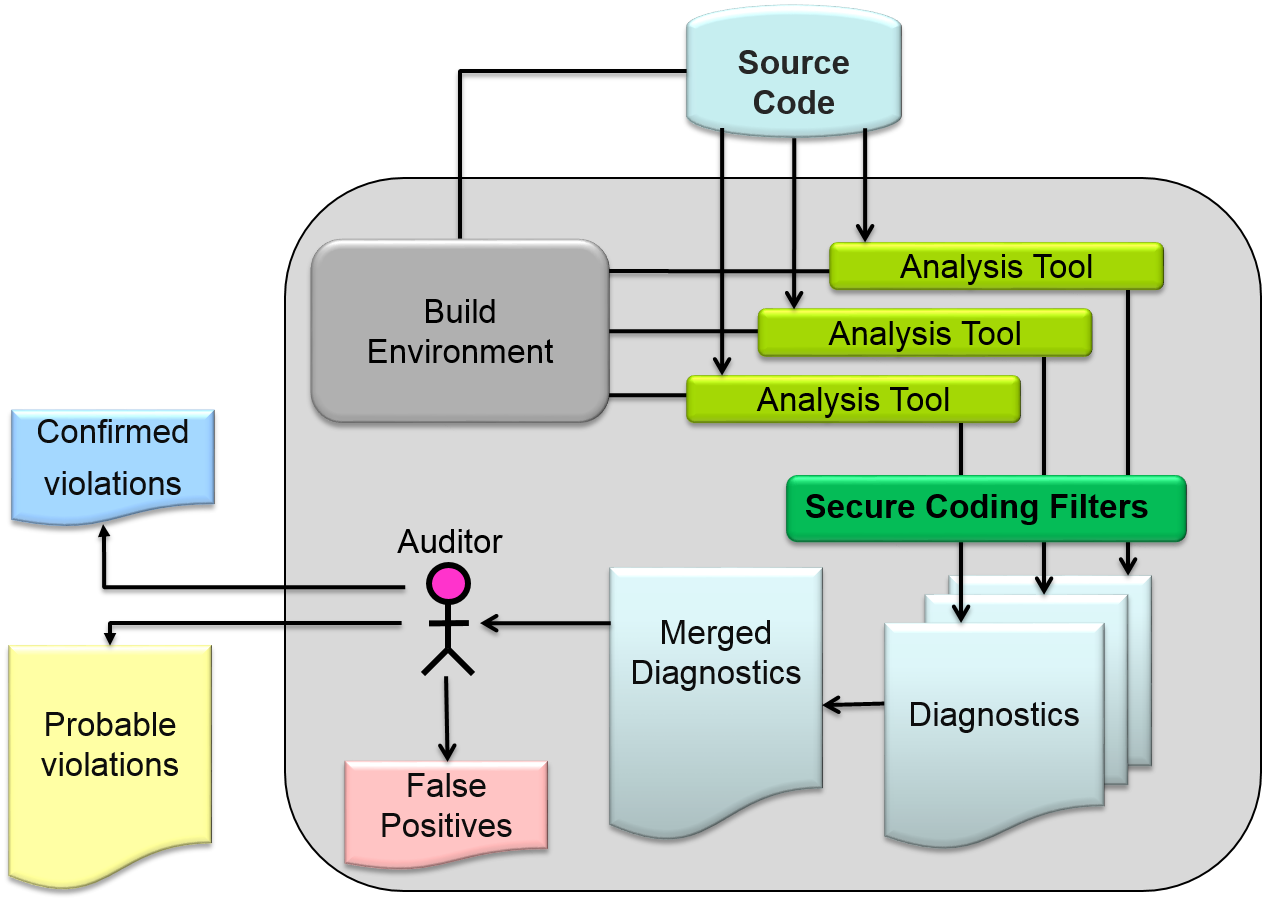 Source
Code
Analysis Tool
Build
Environment
Analysis Tool
Analysis Tool
Confirmed
violations
Secure Coding Filters
Auditor
Merged
Diagnostics
Diagnostics
Probable
violations
False
Positives